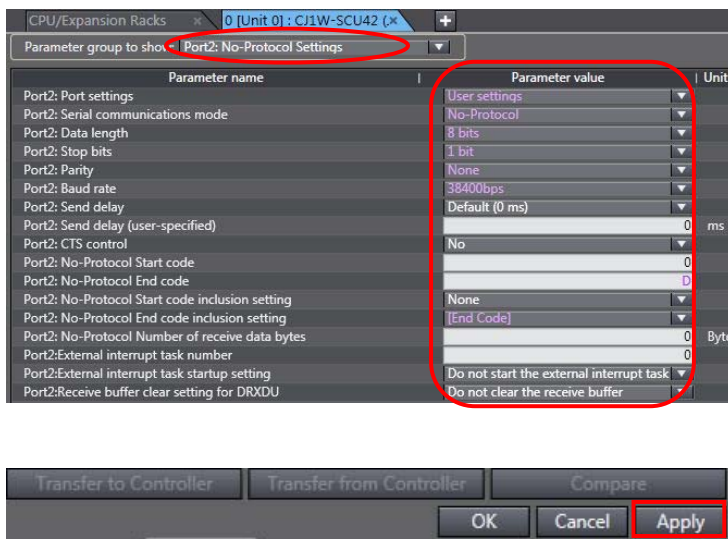 CPU/Expansion Racks × 0 [Unit 0] : CJ1W-SCU42 (× +
Parameter group to show Port2: No-Protocol Settings
Parameter name Parameter value Unit
Port2: Port settings User settings
Port2: Serial communications mode No-Protocol
Port2: Data length 8 bits
Port2: Stop bits 1 bit
Port2: Parity None
Port2: Baud rate 38400bps
Port2: Send delay Default (0 ms)
Port2: Send delay (user-specified) 0 ms
Port2: CTS control No
Port2: No-Protocol Start code 0
Port2: No-Protocol End code D
Port2: No-Protocol Start code inclusion setting None
Port2: No-Protocol End code inclusion setting [End Code]
Port2: No-Protocol Number of receive data bytes 0 Byte
Port2:External interrupt task number 0
Port2:External interrupt task startup setting Do not start the external interrupt task
Port2:Receive buffer clear setting for DRXDU Do not clear the receive buffer
Transfer to Controller Transfer from Controller Compare
OK Cancel Apply